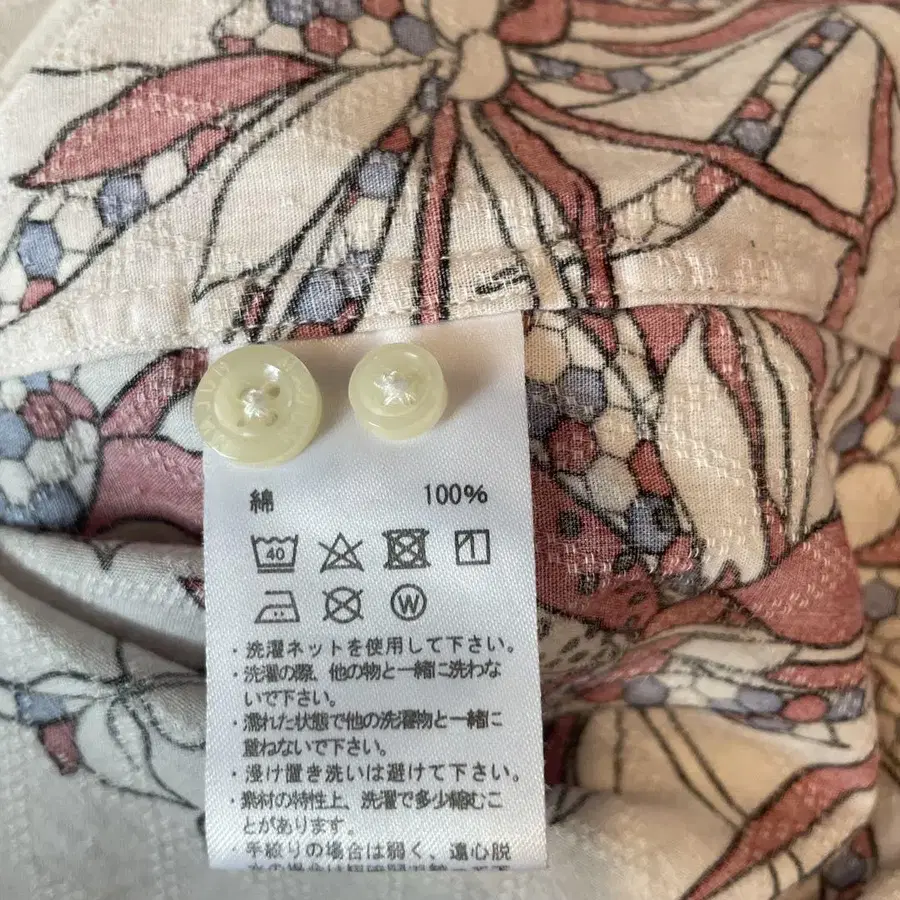 綿 100%
40
1
W
・洗濯ネットを使用して下さい。
・洗濯の際、他の物と一緒に洗わな
いで下さい。
・濡れた状態で他の洗濯物と一緒に
重ねないで下さい。
・浸け置き洗いは避けて下さい。
・素材の特性上、洗濯で多少縮むこ
とがあります。
・手絞りの場合は弱く、遠心脱